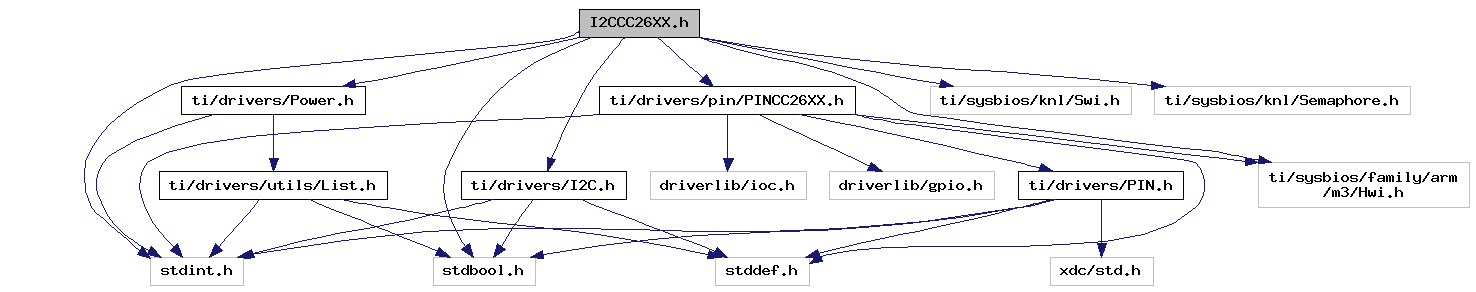 I2CCC26XX.h
ti/drivers/Power.h
ti/drivers/pin/PINCC26XX.h
ti/sysbios/knl/Swi.h
ti/sysbios/knl/Semaphore.h
ti/drivers/utils/List.h
ti/drivers/I2C.h
driverlib/ioc.h
driverlib/gpio.h
ti/drivers/PIN.h
ti/sysbios/family/arm
/m3/Hwi.h
stdint.h
stdbool.h
stddef.h
xdc/std.h